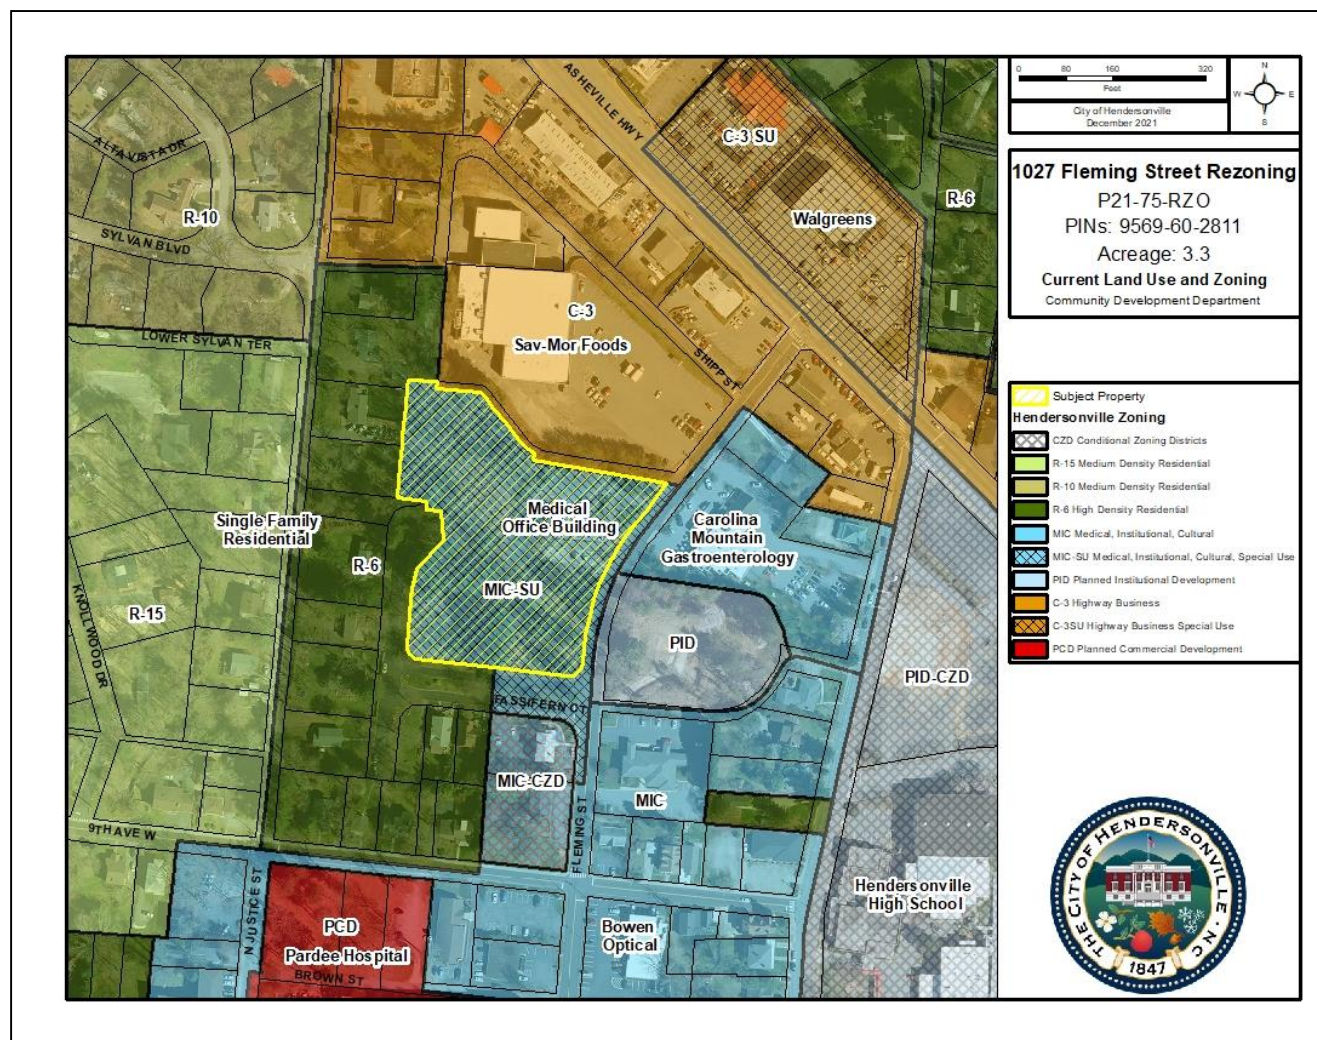 0 80 160 320
Feet
City of Hendersonville
December 2021
N
W E
S
1027 Fleming Street Rezoning
P21-75-RZO
PINs: 9569-60-2811
Acreage: 3.3
Current Land Use and Zoning
Community Development Department
Subject Property
Hendersonville Zoning
CZD Conditional Zoning Districts
R-15 Medium Density Residential
R-10 Medium Density Residential
R-6 High Density Residential
MIC Medical, Institutional, Cultural
MIC-SU Medical, Institutional, Cultural, Special Use
PID Planned Institutional Development
C-3 Highway Business
C-3SU Highway Business Special Use
PCD Planned Commercial Development
ASHEVILLE HWY
C-3 SU
ALTA VISTA DR
R-10
R-6
Walgreens
SYLVAN BLVD
C-3
LOWER SYLVAN TER
Sav-Mor Foods
SHIPP ST
Medical
Office Building
Single Family
Residential
Carolina
Mountain
Gastroenterology
R-6
MIC-SU
R-15
KNOLLWOOD DR
PID
PID-CZD
TASSIFERN CT
MIC-CZD
MIC
9TH AVE W
FLEMING ST
Hendersonville
High School
N JUSTICE ST
PCD
Pardee Hospital
BROWN ST
Bowen
Optical
THE CITY OF HENDERSONVILLE, N C
1847